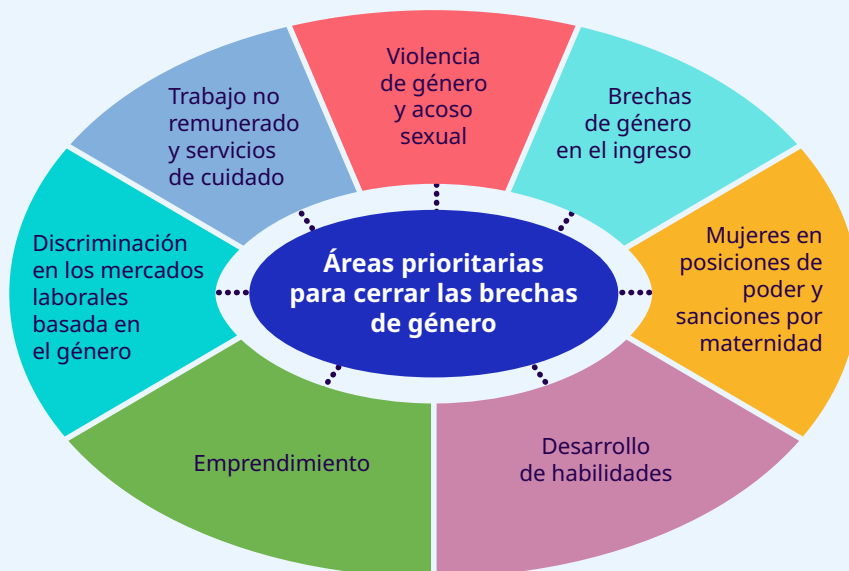 Violencia
de género
y acoso
sexual
Brechas
de género
en el ingreso
Mujeres en
posiciones de
poder y
sanciones por
maternidad
Desarrollo
de habilidades
Emprendimiento
Discriminación
en los mercados
laborales
basada en
el género
Trabajo no
remunerado
y servicios
de cuidado
Áreas prioritarias
para cerrar las brechas
de género